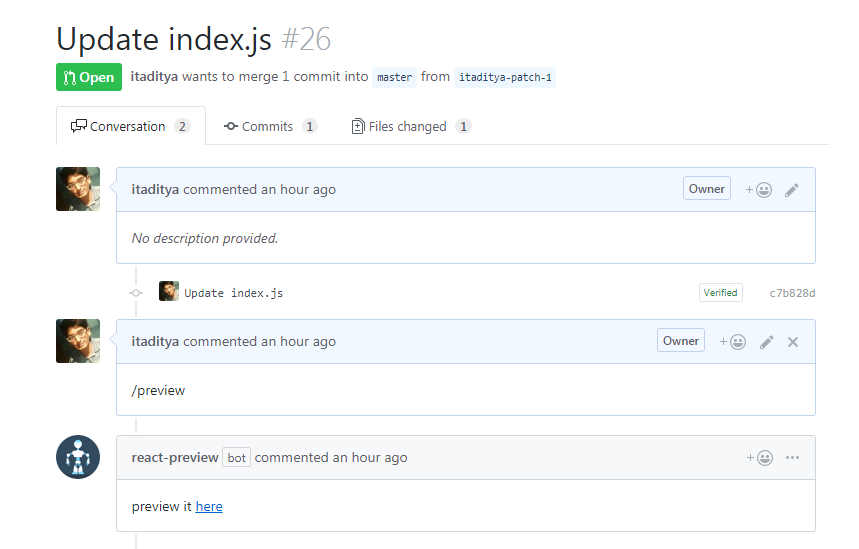 Update index.js #26
Open itaditya wants to merge 1 commit into master from itaditya-patch-1
Conversation 2 Commits 1 Files changed 1
itaditya commented an hour ago Owner +
No description provided.
Update index.js Verified c7b828d
itaditya commented an hour ago Owner +
/preview
react-preview bot commented an hour ago + ...
preview it here